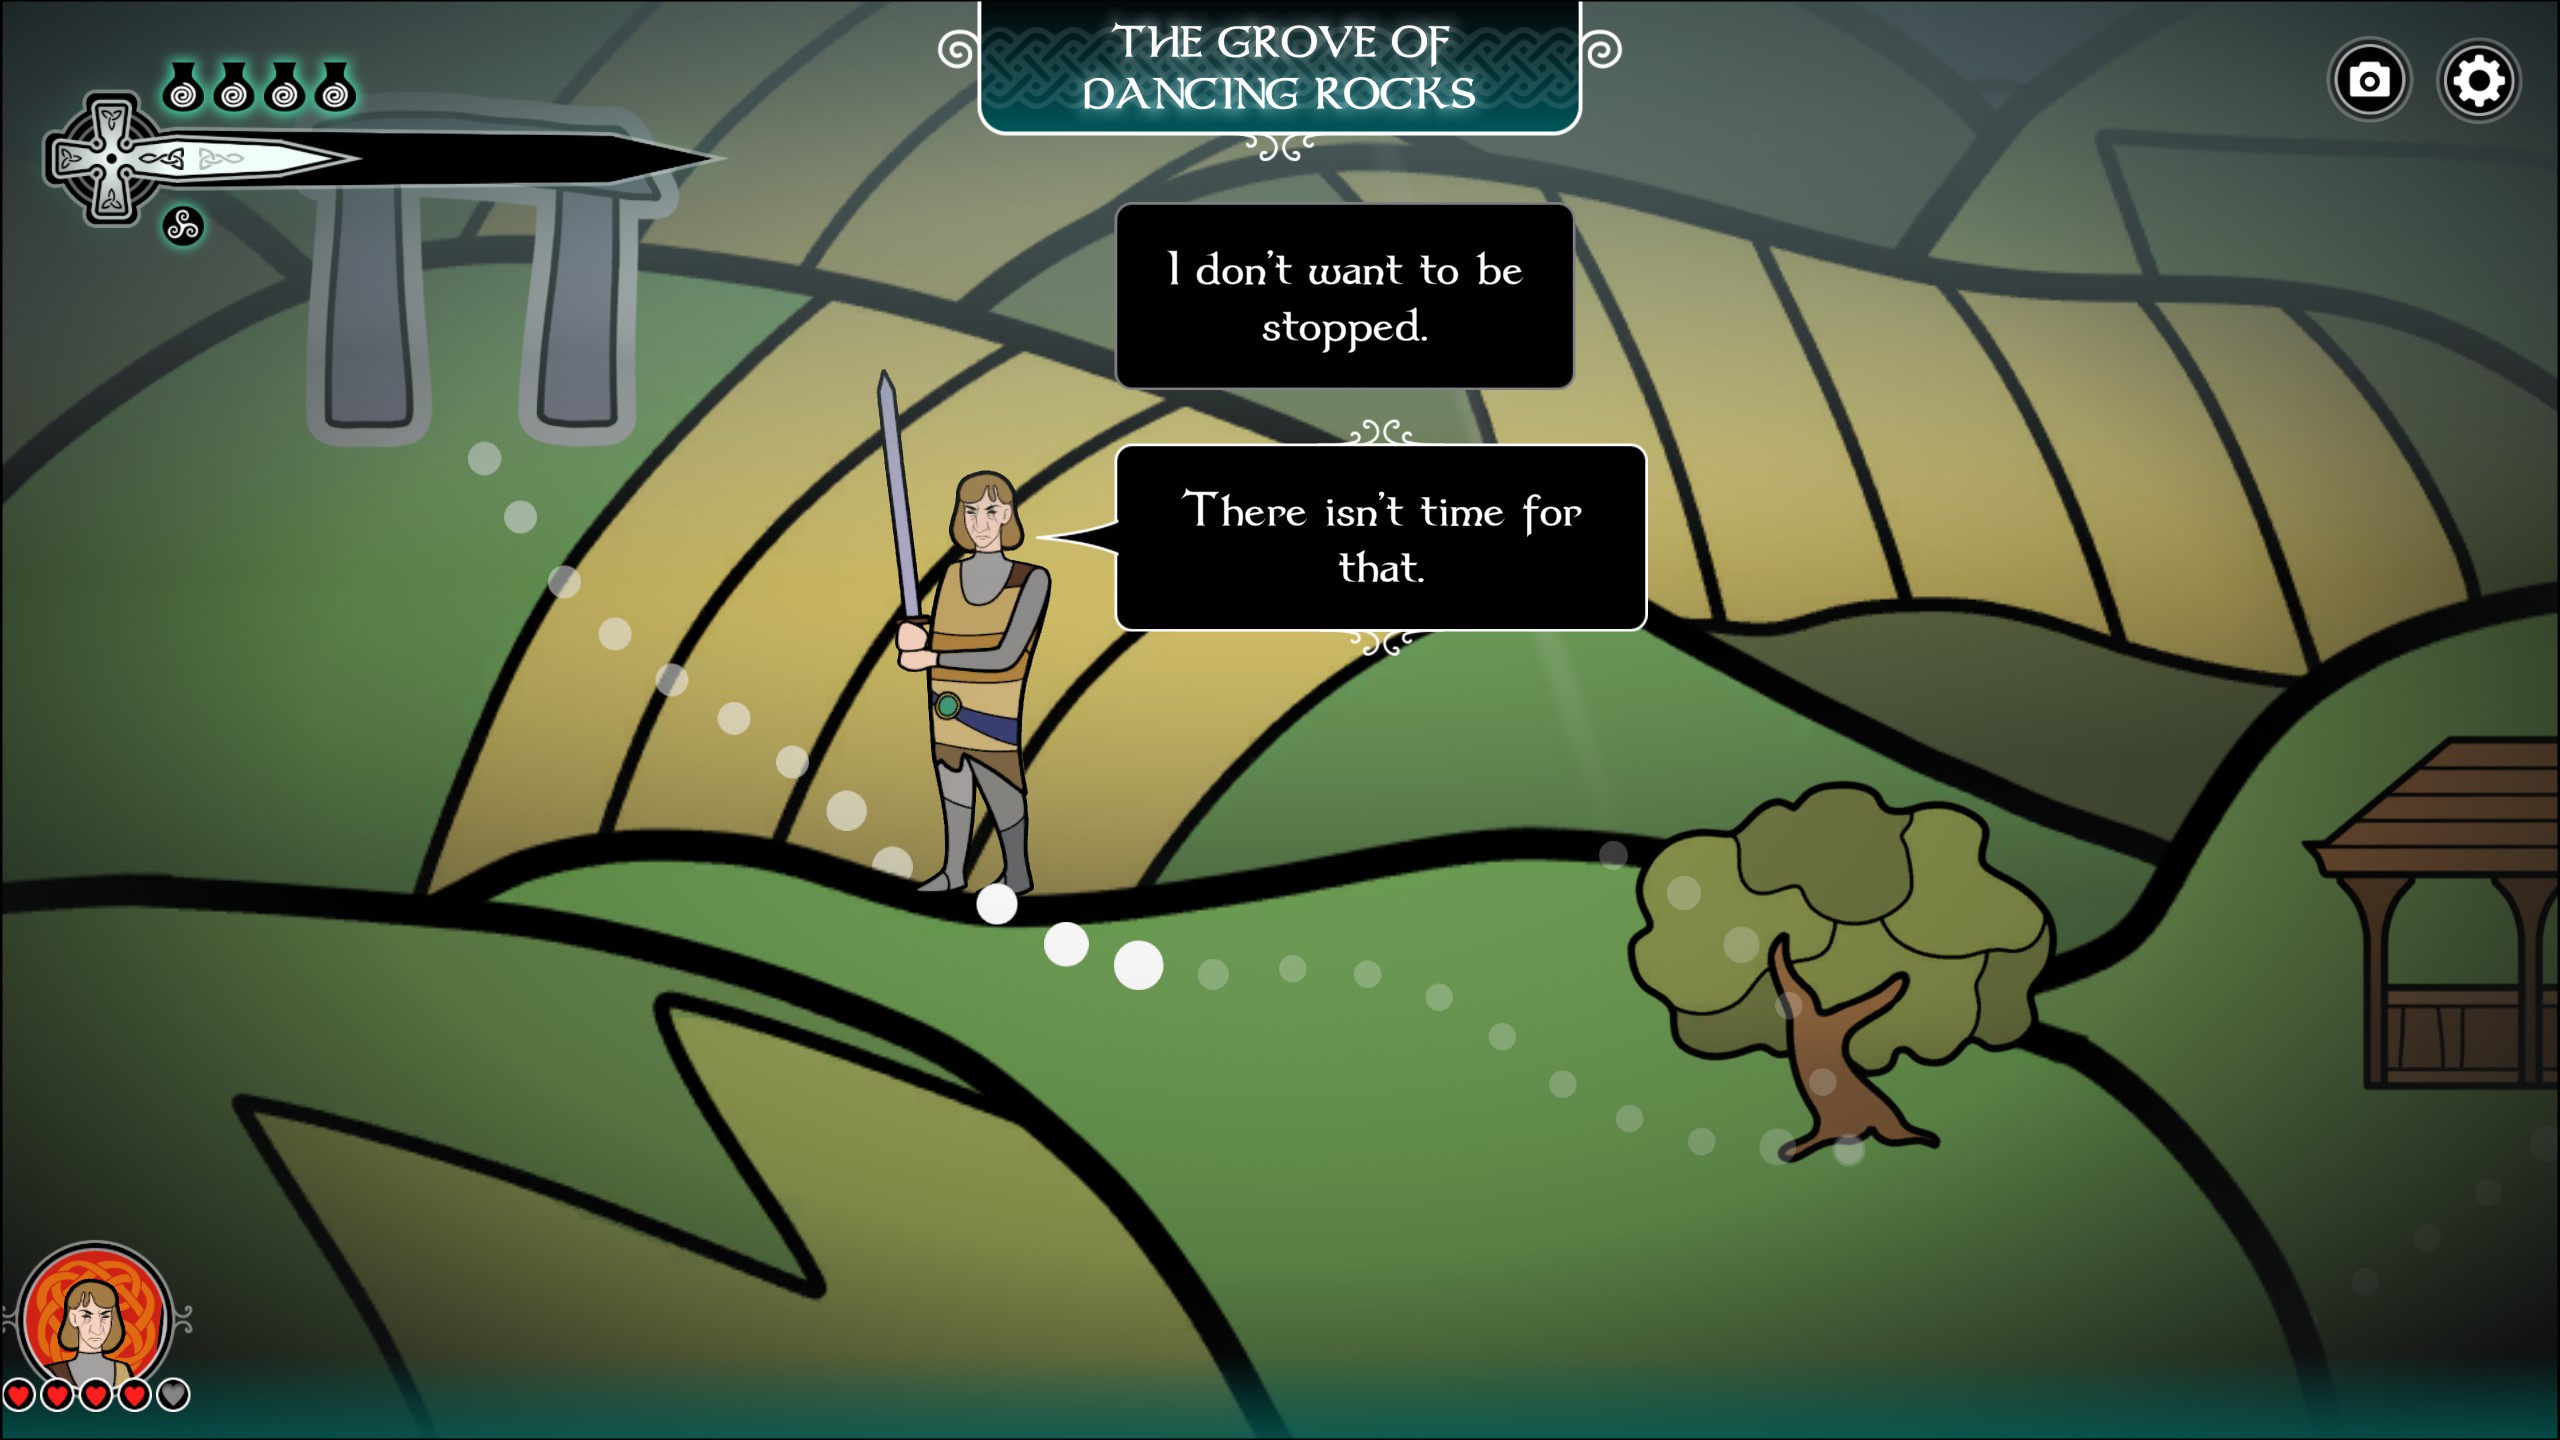 THE GROVE OF
DANCING ROCKS
I don't want to be
stopped.
There isn't time for
that.